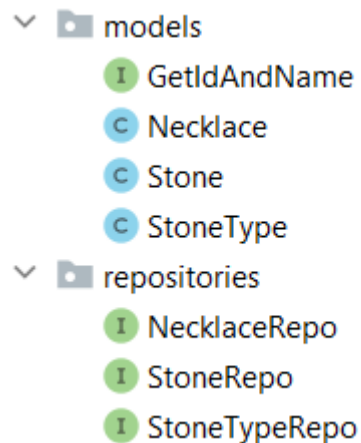 models
I GetIdAndName
C Necklace
C Stone
C StoneType
repositories
I NecklaceRepo
I StoneRepo
I StoneTypeRepo